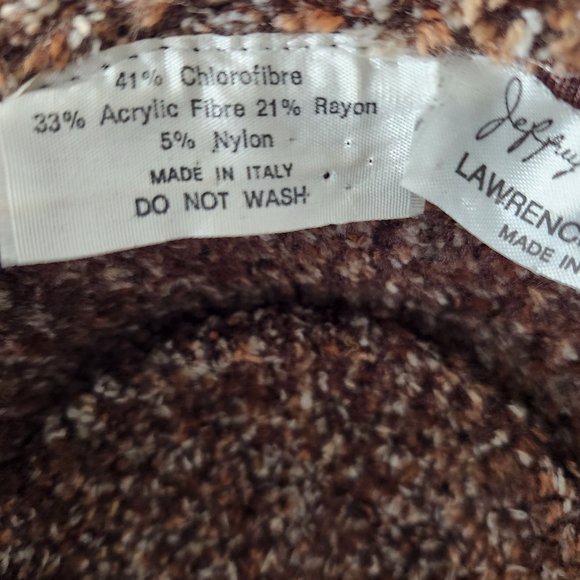 41% Chlorofibre
33% Acrylic Fibre 21% Rayon
5% Nylon
MADE IN ITALY
DO NOT WASH
LAWRENC
MADE IN